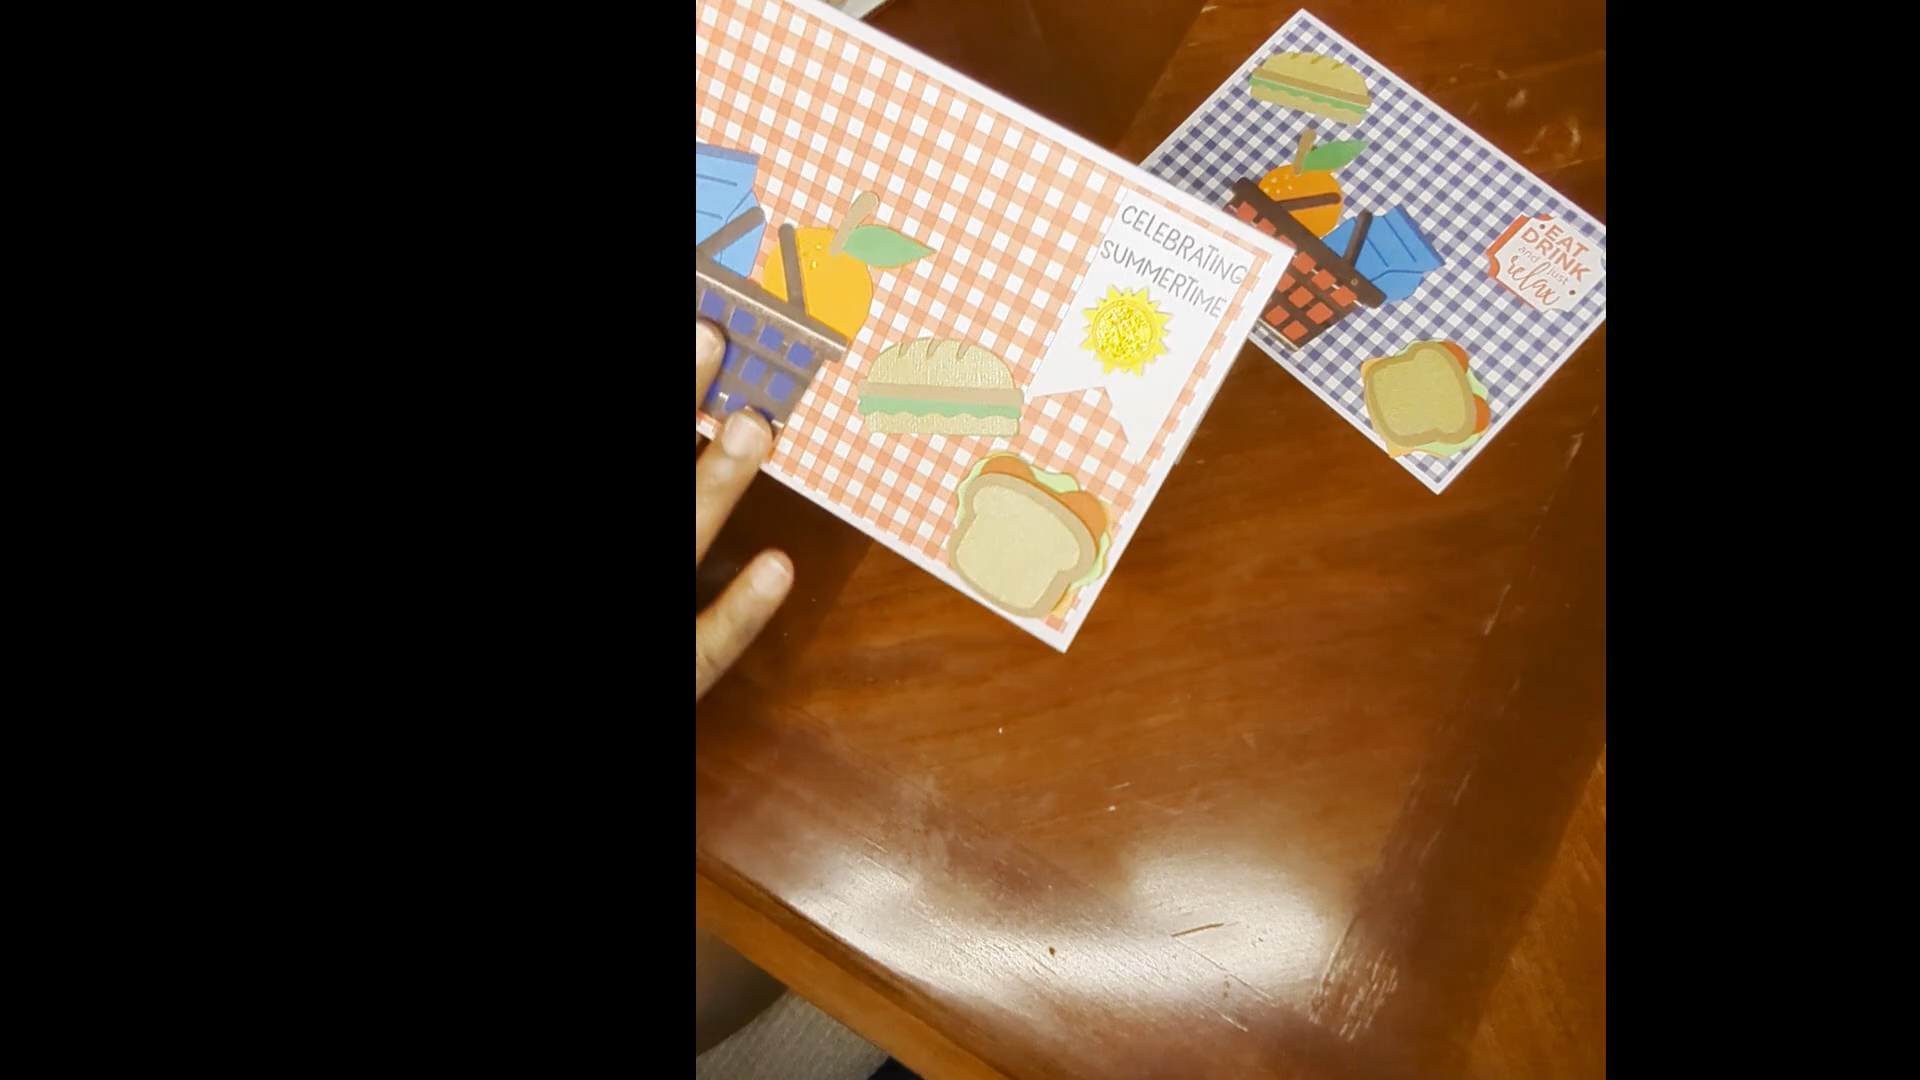 CELEBRATING
SUMMERTIME
EAT
DRINK
and just
relax